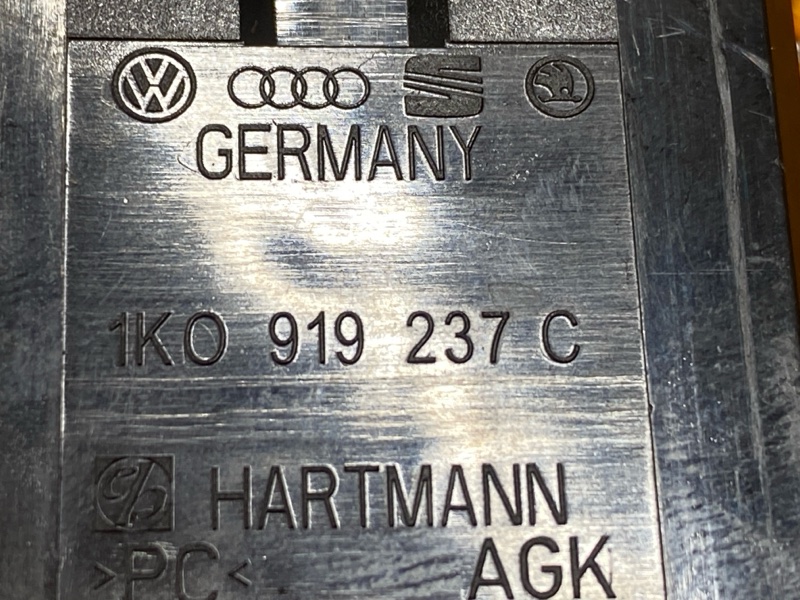 GERMANY
1K0 919 237 C
HARTMANN
>PC< AGK